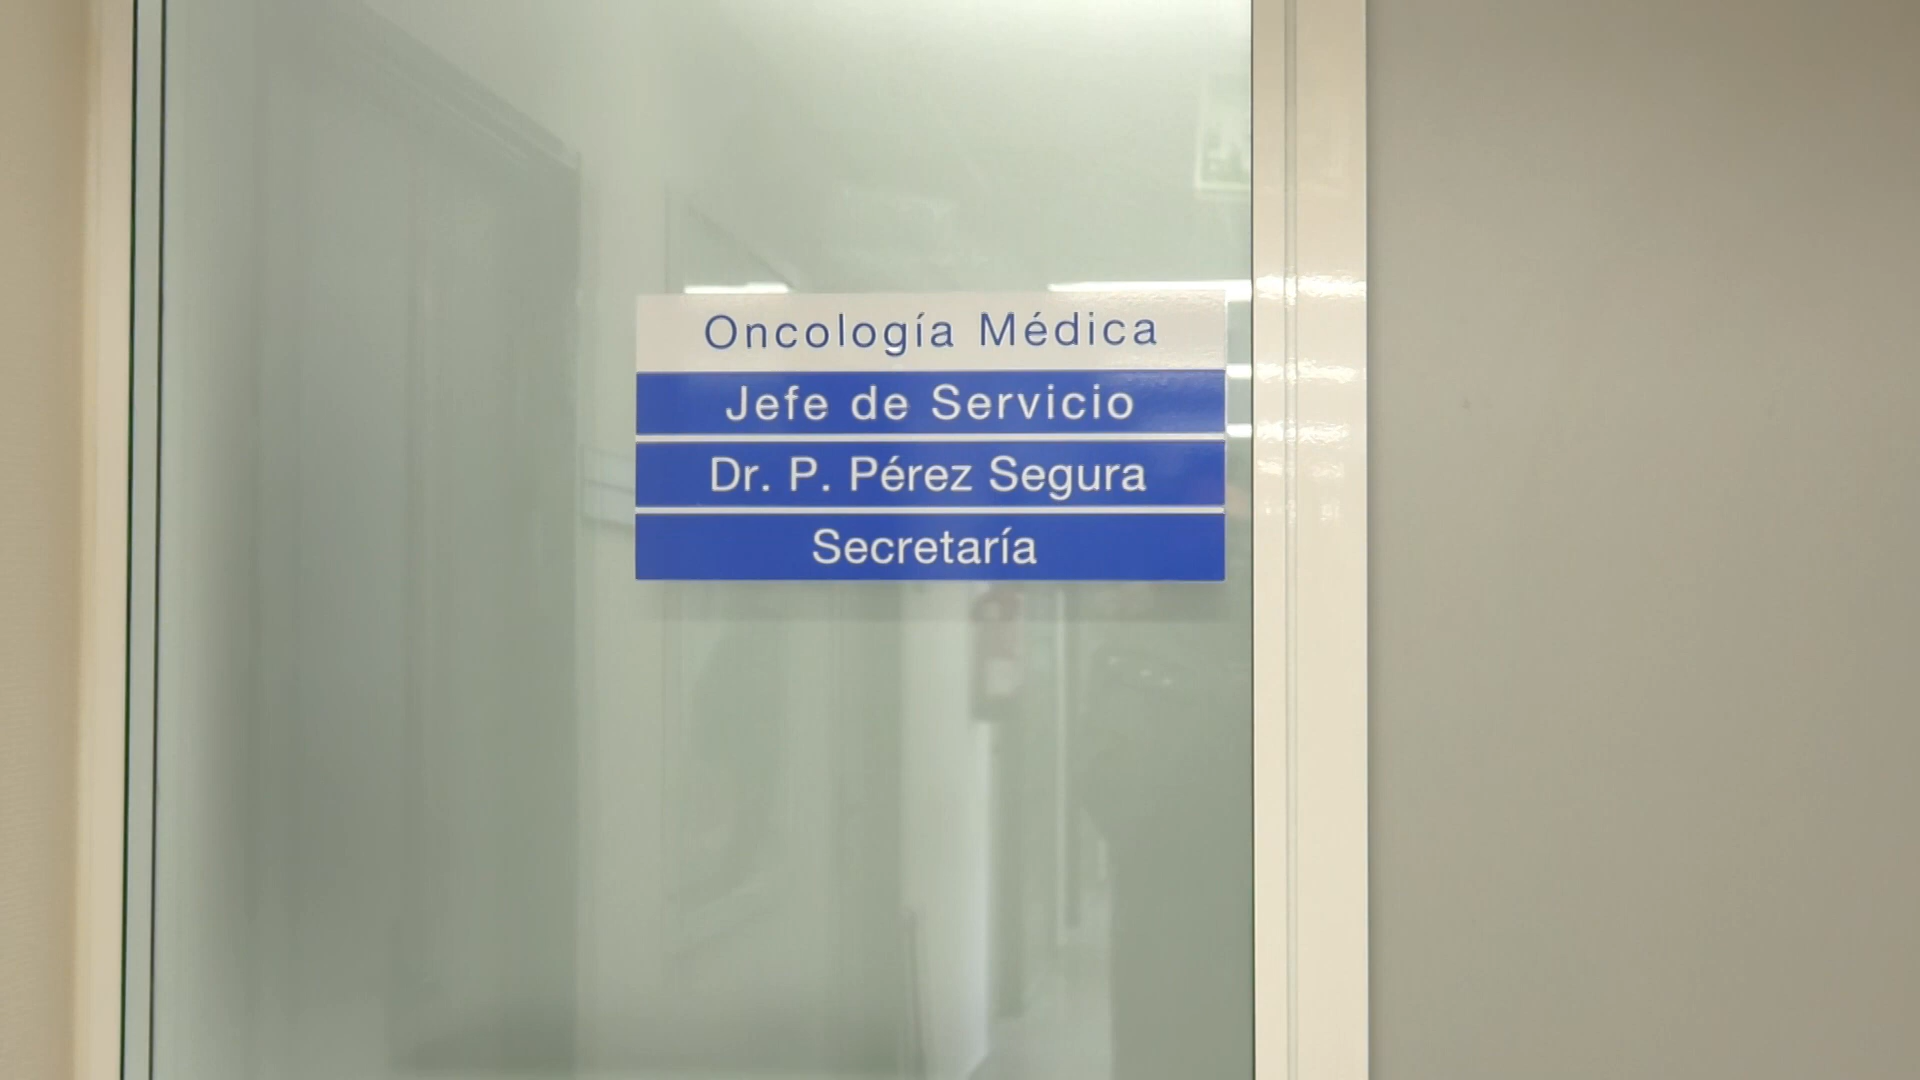 Oncología Médica
Jefe de Servicio
Dr. P. Pérez Segura
Secretaría